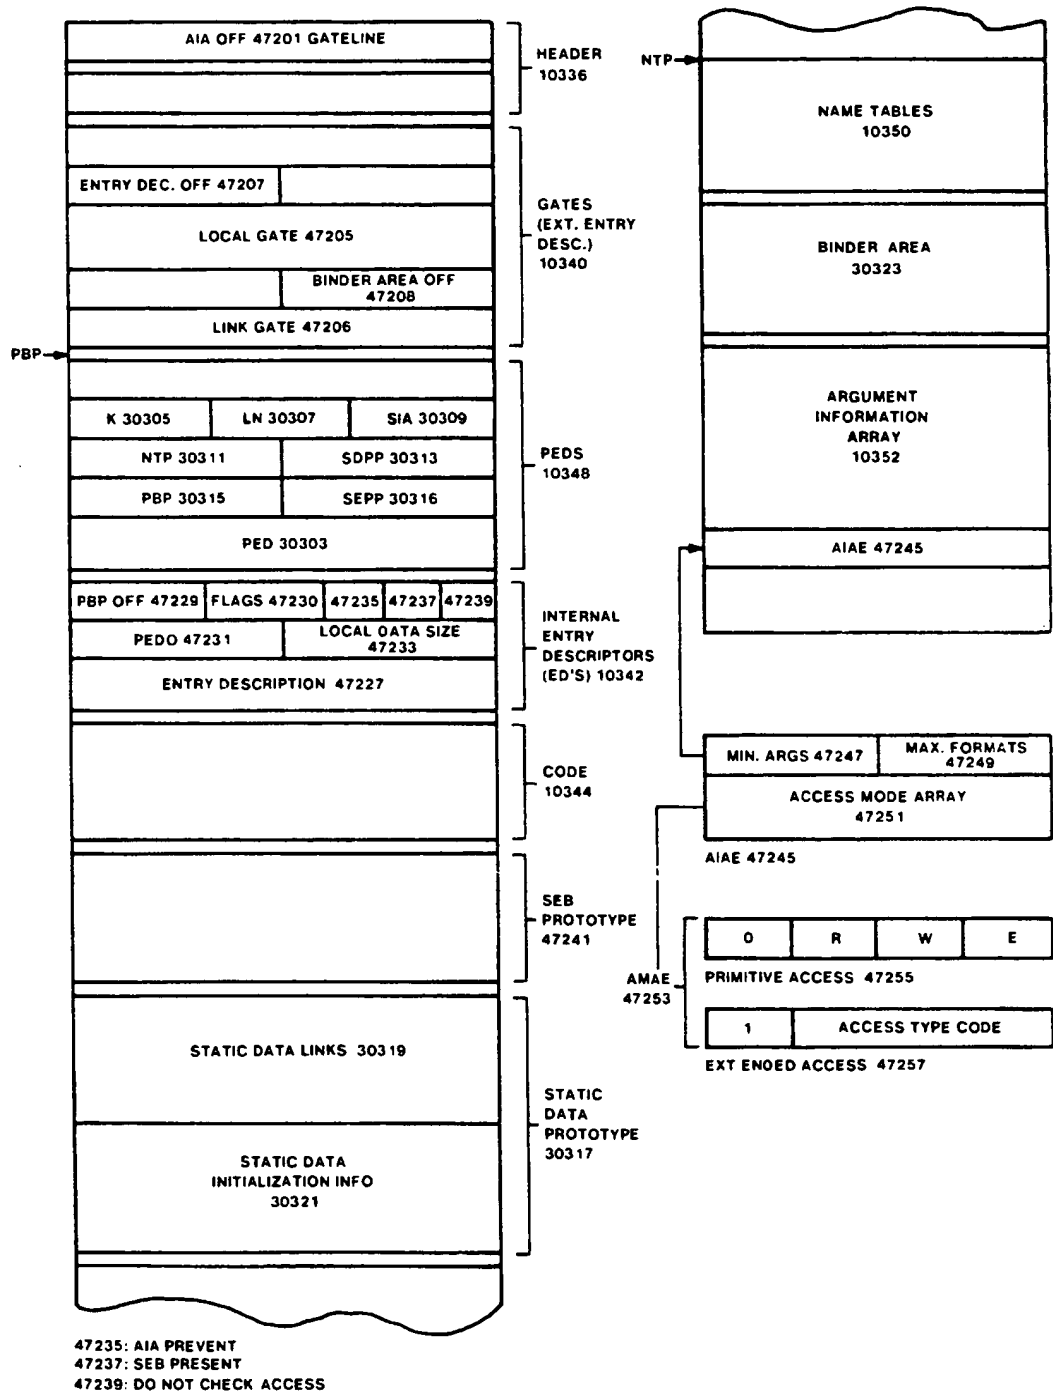 AIA OFF 47201 GATELINE
HEADER
10336
ENTRY DEC. OFF 47207
LOCAL GATE 47205
BINDER AREA OFF
47208
LINK GATE 47206
GATES
(EXT. ENTRY
DESC.)
10340
PBP
K 30305
LN 30307
SIA 30309
NTP 30311
SDPP 30313
PBP 30315
SEPP 30316
PED 30303
PEDS
10348
PBP OFF 47229
FLAGS 47230
47235
47237
47239
PEDO 47231
LOCAL DATA SIZE
47233
ENTRY DESCRIPTION 47227
INTERNAL
ENTRY
DESCRIPTORS
(ED'S) 10342
CODE
10344
SEB
PROTOTYPE
47241
STATIC DATA LINKS 30319
STATIC DATA
INITIALIZATION INFO
30321
STATIC
DATA
PROTOTYPE
30317
47235: AIA PREVENT
47237: SEB PRESENT
47239: DO NOT CHECK ACCESS
NTP
NAME TABLES
10350
BINDER AREA
30323
ARGUMENT
INFORMATION
ARRAY
10352
AIAE 47245
MIN. ARGS 47247
MAX. FORMATS
47249
ACCESS MODE ARRAY
47251
AIAE 47245
AMAE
47253
0 R W E
PRIMITIVE ACCESS 47255
1 ACCESS TYPE CODE
EXT ENOED ACCESS 47257